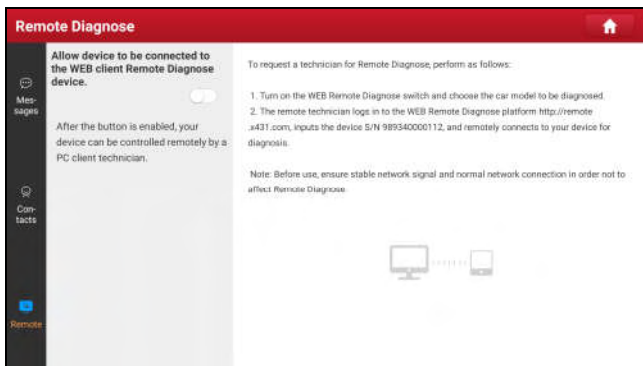 Remote Diagnose
Mes-
sages
Con-
tacts
Remote
Allow device to be connected to
the WEB client Remote Diagnose
device.
After the button is enabled, your
device can be controlled remotely by a
PC client technician.
To request a technician for Remote Diagnose, perform as follows:
1. Turn on the WEB Remote Diagnose switch and choose the car model to be diagnosed.
2. The remote technician logs in to the WEB Remote Diagnose platform http://remote
.x431.com, inputs the device S/N 989340000112, and remotely connects to your device for
diagnosis.
Note: Before use, ensure stable network signal and normal network connection in order not to
affect Remote Diagnose.